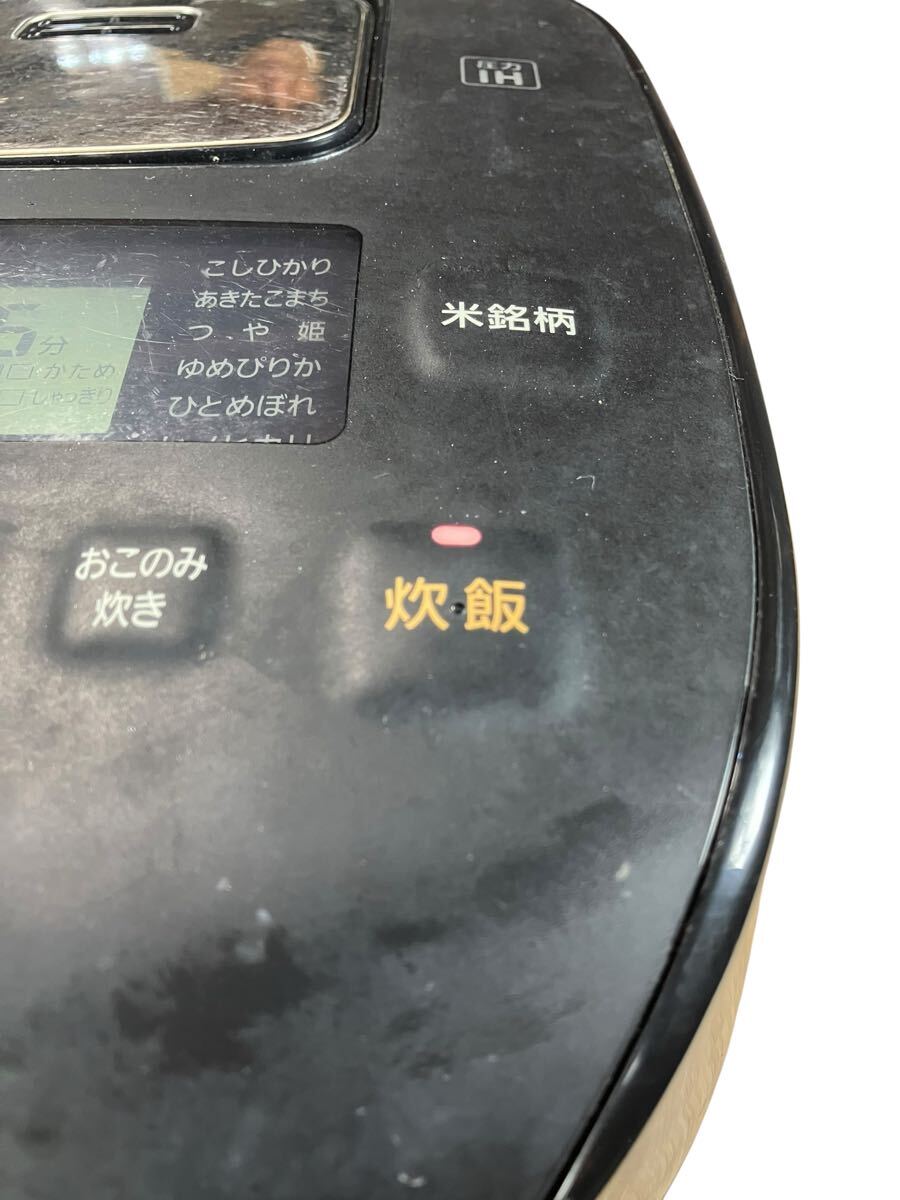 圧力
IH
こしひかり
あきたこまち
つや姫
ゆめぴりか
ひとめぼれ
米銘柄
分
かため
しゃっきり
おこのみ
炊き
炊飯